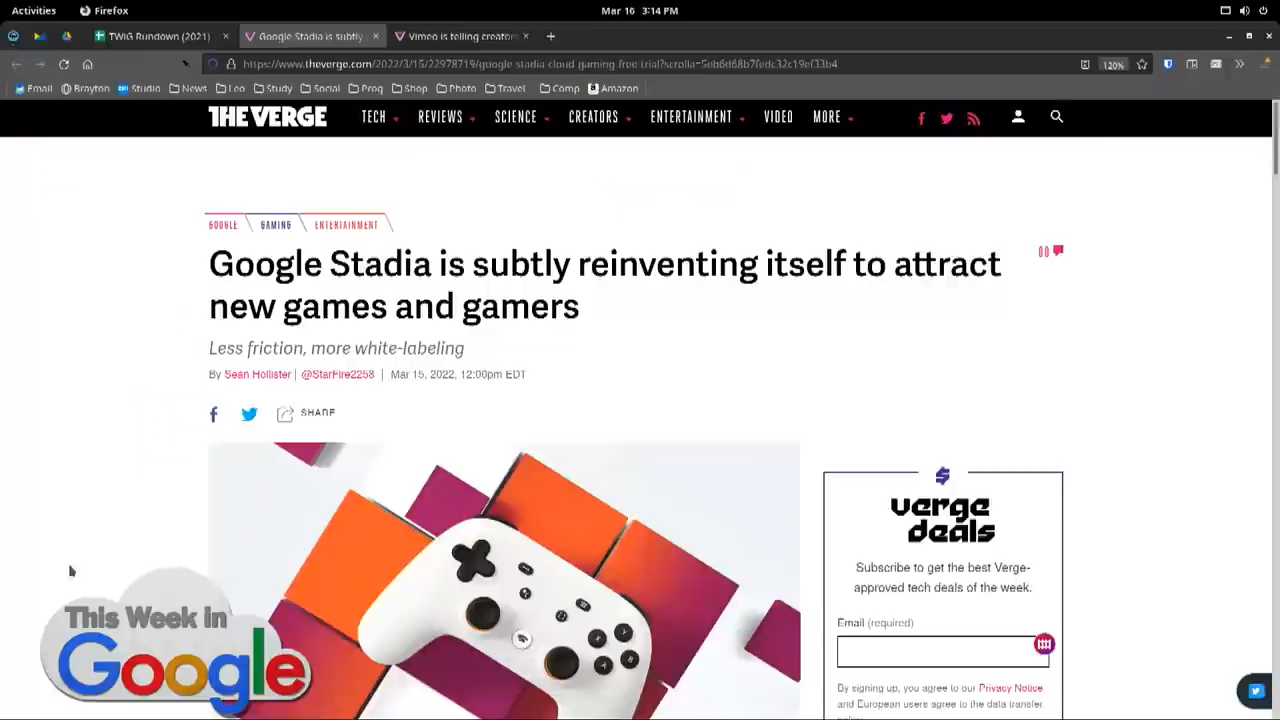 Activities
Firefox
Mar 16 3:14 PM
TWiG Rundown (2021)
Google Stadia is subtly
Vimeo is telling creators
https://www.theverge.com/2022/3/15/22978719/google-stadia-cloud-gaming-free-trial?scrolla=5eb6d68b7fedc32c19ef33b4
120%
Email
Brayton
Studio
News
Leo
Study
Social
Prog
Shop
Photo
Travel
Comp
Amazon
THE VERGE
TECH
REVIEWS
SCIENCE
CREATORS
ENTERTAINMENT
VIDEO
MORE
GOOGLE
GAMING
ENTERTAINMENT
Google Stadia is subtly reinventing itself to attract
new games and gamers
Less friction, more white-labeling
By Sean Hollister | @StarFire2258 | Mar 15, 2022, 12:00pm EDT
SHARE
verge
deals
Subscribe to get the best Verge-
approved tech deals of the week.
Email (required)
By signing up, you agree to our Privacy Notice
and European users agree to the data transfer
This Week in
Google